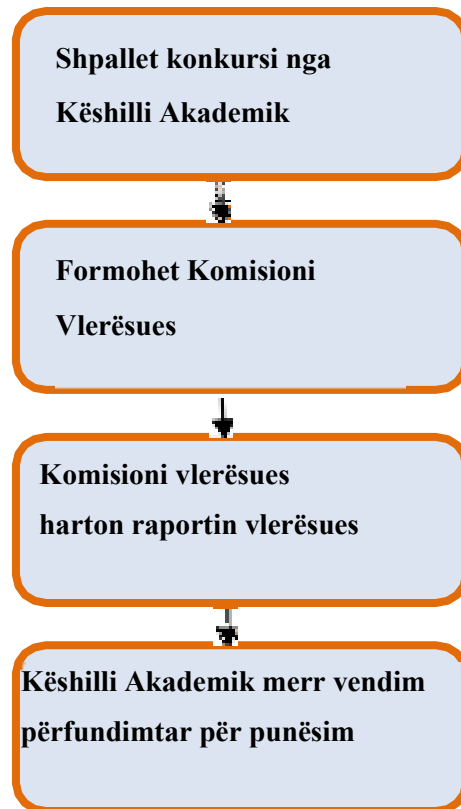 Shpallet konkursi nga
Këshilli Akademik
Formohet Komisioni
Vlerësues
Komisioni vlerësues
harton raportin vlerësues
Këshilli Akademik merr vendim
përfundimtar për punësim